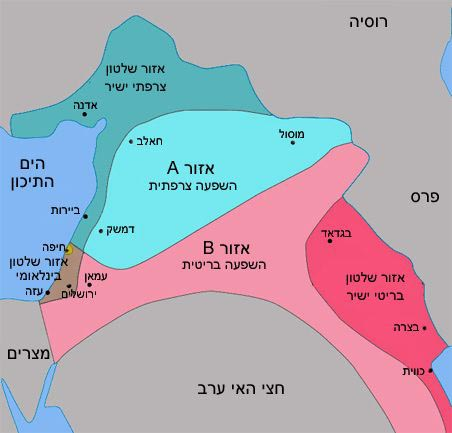 רוסיה
אזור שלטון
צרפתי ישיר
אדנה
מוסול
חאלב
אזור A
השפעה צרפתית
הים
התיכון
פרס
ביירות
דמשק
בגדאד
אזור B
השפעה בריטית
חיפה
אזור שלטון
בינלאומי
עזה
עמאן
ירושלים
אזור שלטון
בריטי ישיר
בצרה
מצרים
כווית
חצי האי ערב